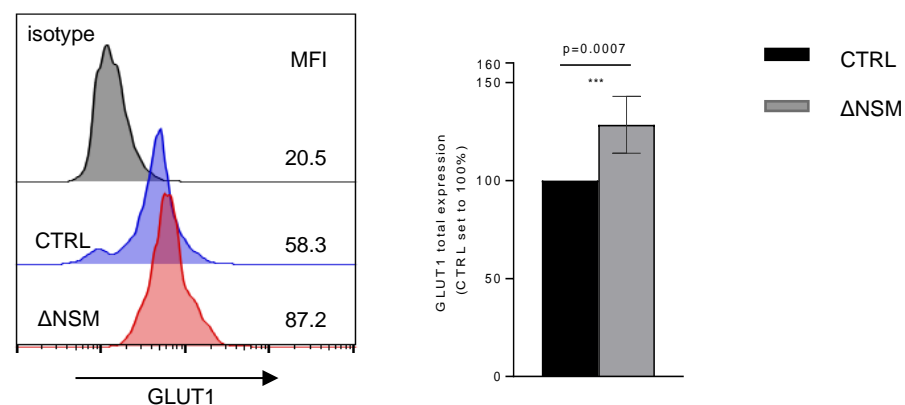 isotype
MFI
20.5
CTRL
58.3
ΔNSM
87.2
GLUT1
p=0.0007
***
160
150
100
50
0
GLUT1 total expression
(CTRL set to 100%)
CTRL
ΔNSM